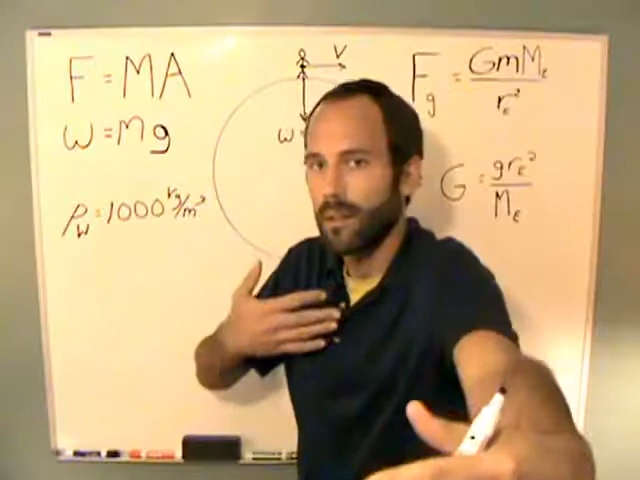 F = MA
W = Mg
ρw = 1000 kg/m³
V
W
Fg = GmME / rE²
G = grE² / ME